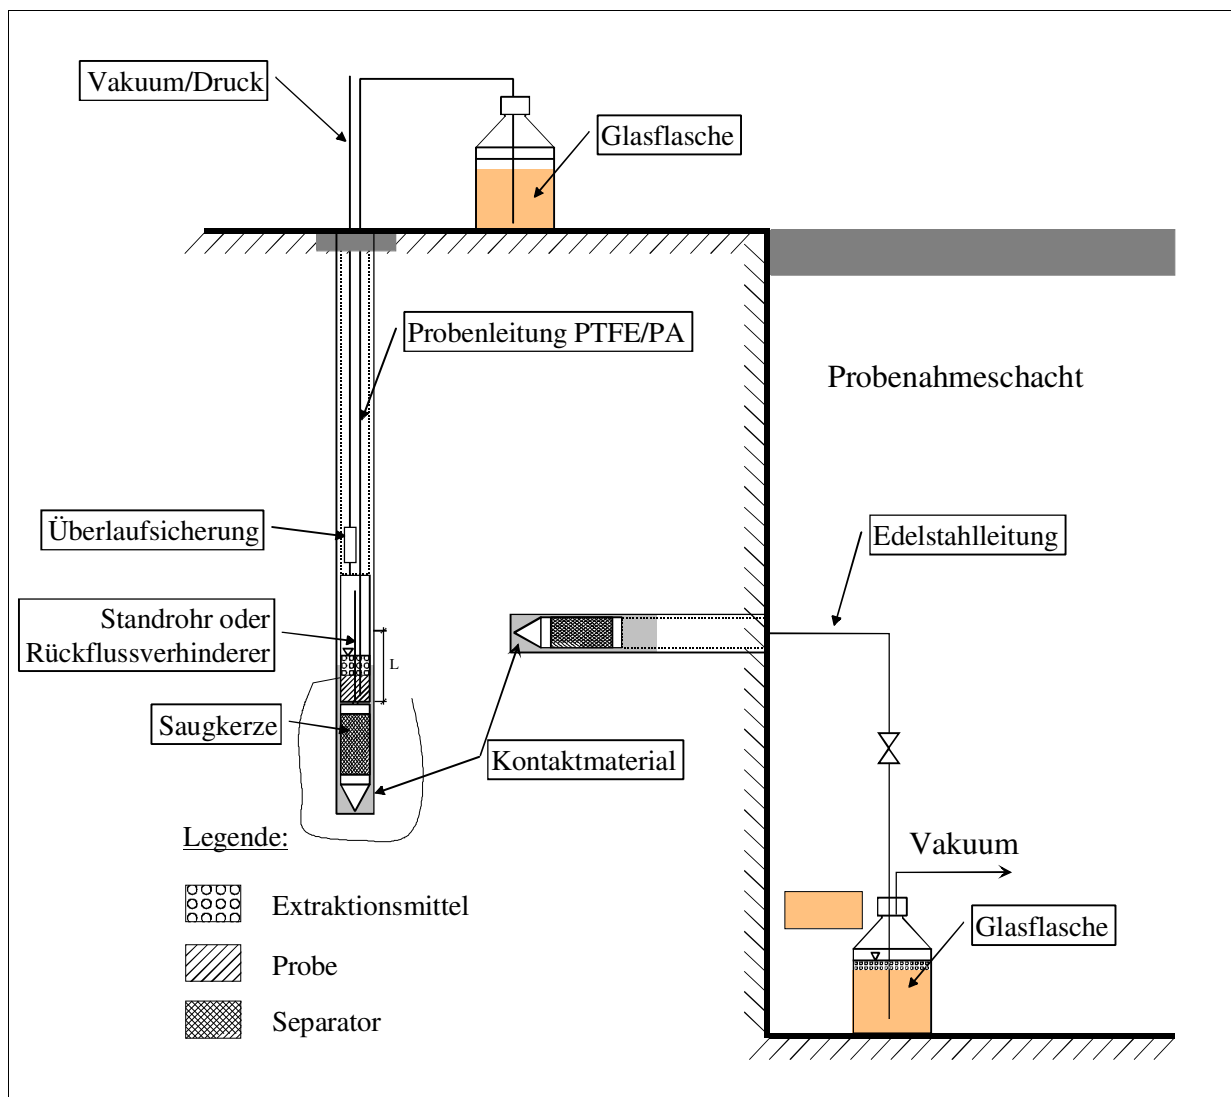 Vakuum/Druck
Glasflasche
Probenleitung PTFE/PA
Probenahmeschacht
Überlaufsicherung
Edelstahlleitung
Standrohr oder
Rückflussverhinderer
L
Saugkerze
Kontaktmaterial
Legende:
Vakuum
Extraktionsmittel
Glasflasche
Probe
Separator